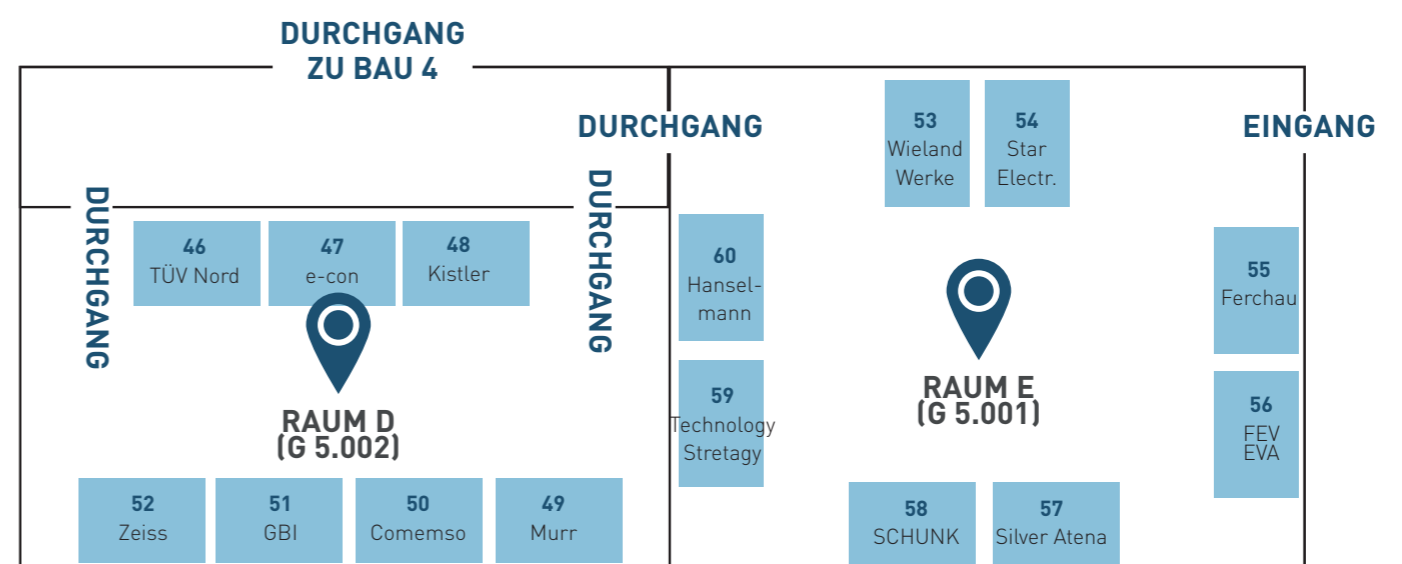 DURCHGANG
ZU BAU 4
DURCHGANG
EINGANG
DURCHGANG
DURCHGANG
46
TÜV Nord
47
e-con
48
Kistler
RAUM D
(G 5.002)
52
Zeiss
51
GBI
50
Comemso
49
Murr
53
Wieland
Werke
54
Star
Electr.
60
Hansel-
mann
59
Technology
Stretagy
RAUM E
(G 5.001)
55
Ferchau
56
FEV
EVA
58
SCHUNK
57
Silver Atena